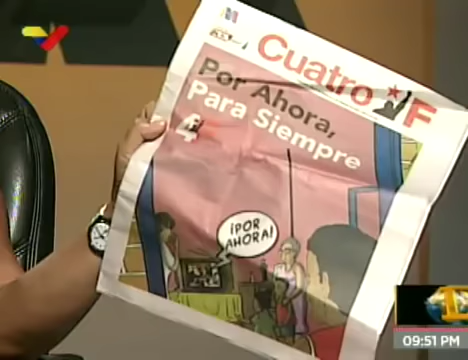 Cuatro F
Por Ahora,
Para Siempre
4
¡POR
AHORA!
09:51 PM